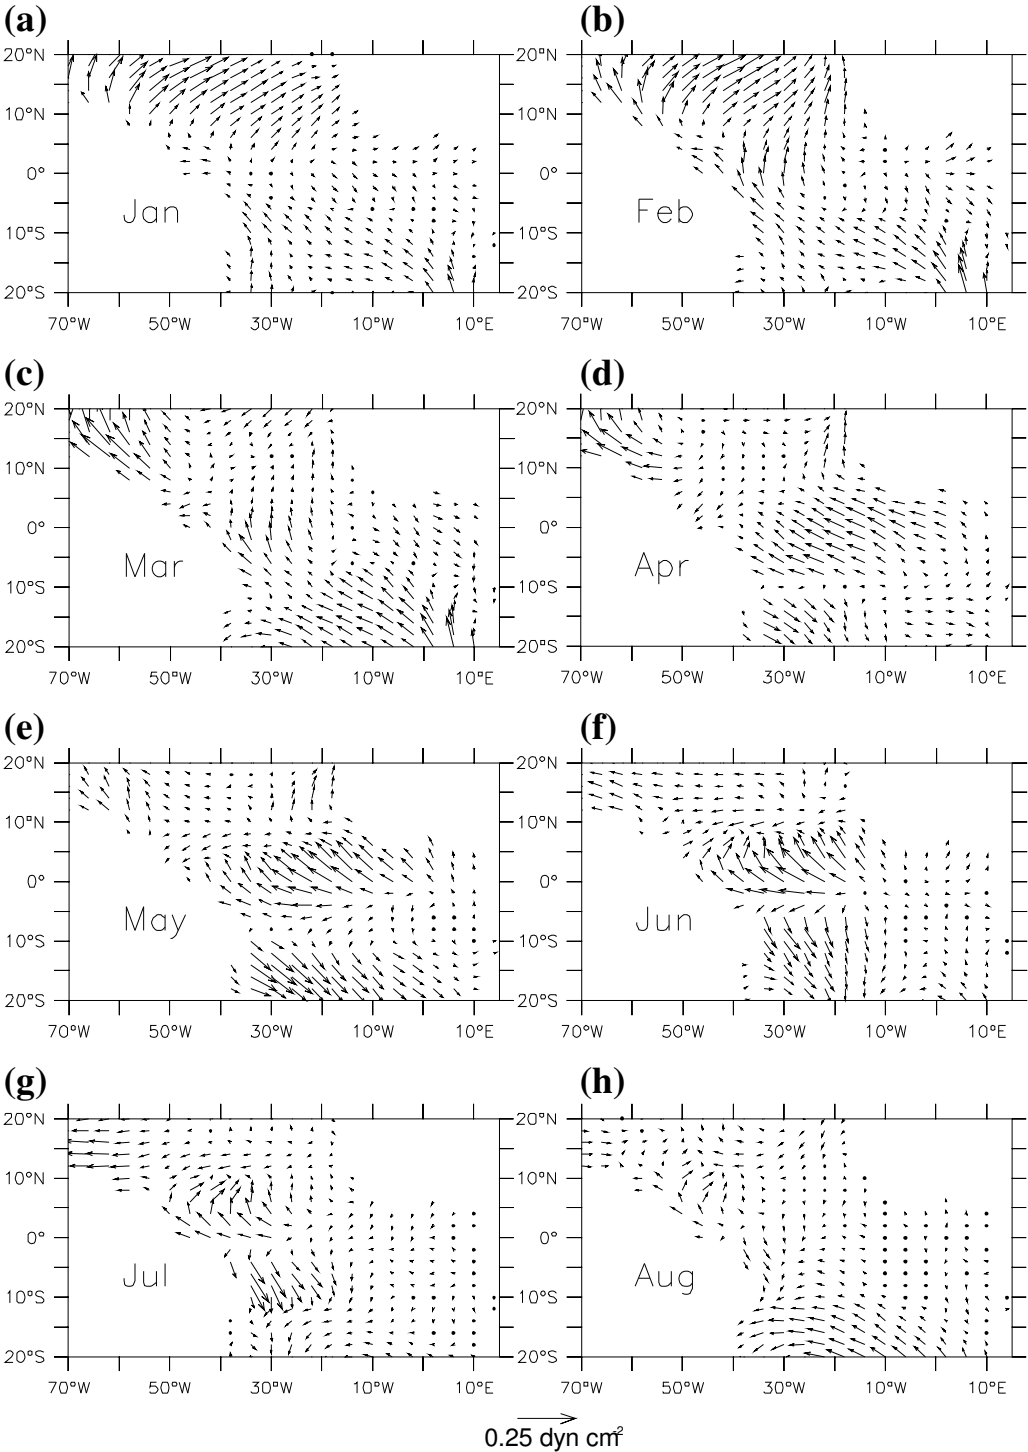 (a) (b)
20°N 20°N
10°N 10°N
0° 0°
Jan Feb
10°S 10°S
20°S 20°S
70°W 50°W 30°W 10°W 10°E 70°W 50°W 30°W 10°W 10°E
(c) (d)
20°N 20°N
10°N 10°N
0° 0°
Mar Apr
10°S 10°S
20°S 20°S
70°W 50°W 30°W 10°W 10°E 70°W 50°W 30°W 10°W 10°E
(e) (f)
20°N 20°N
10°N 10°N
0° 0°
May Jun
10°S 10°S
20°S 20°S
70°W 50°W 30°W 10°W 10°E 70°W 50°W 30°W 10°W 10°E
(g) (h)
20°N 20°N
10°N 10°N
0° 0°
Jul Aug
10°S 10°S
20°S 20°S
70°W 50°W 30°W 10°W 10°E 70°W 50°W 30°W 10°W 10°E
0.25 dyn cm²